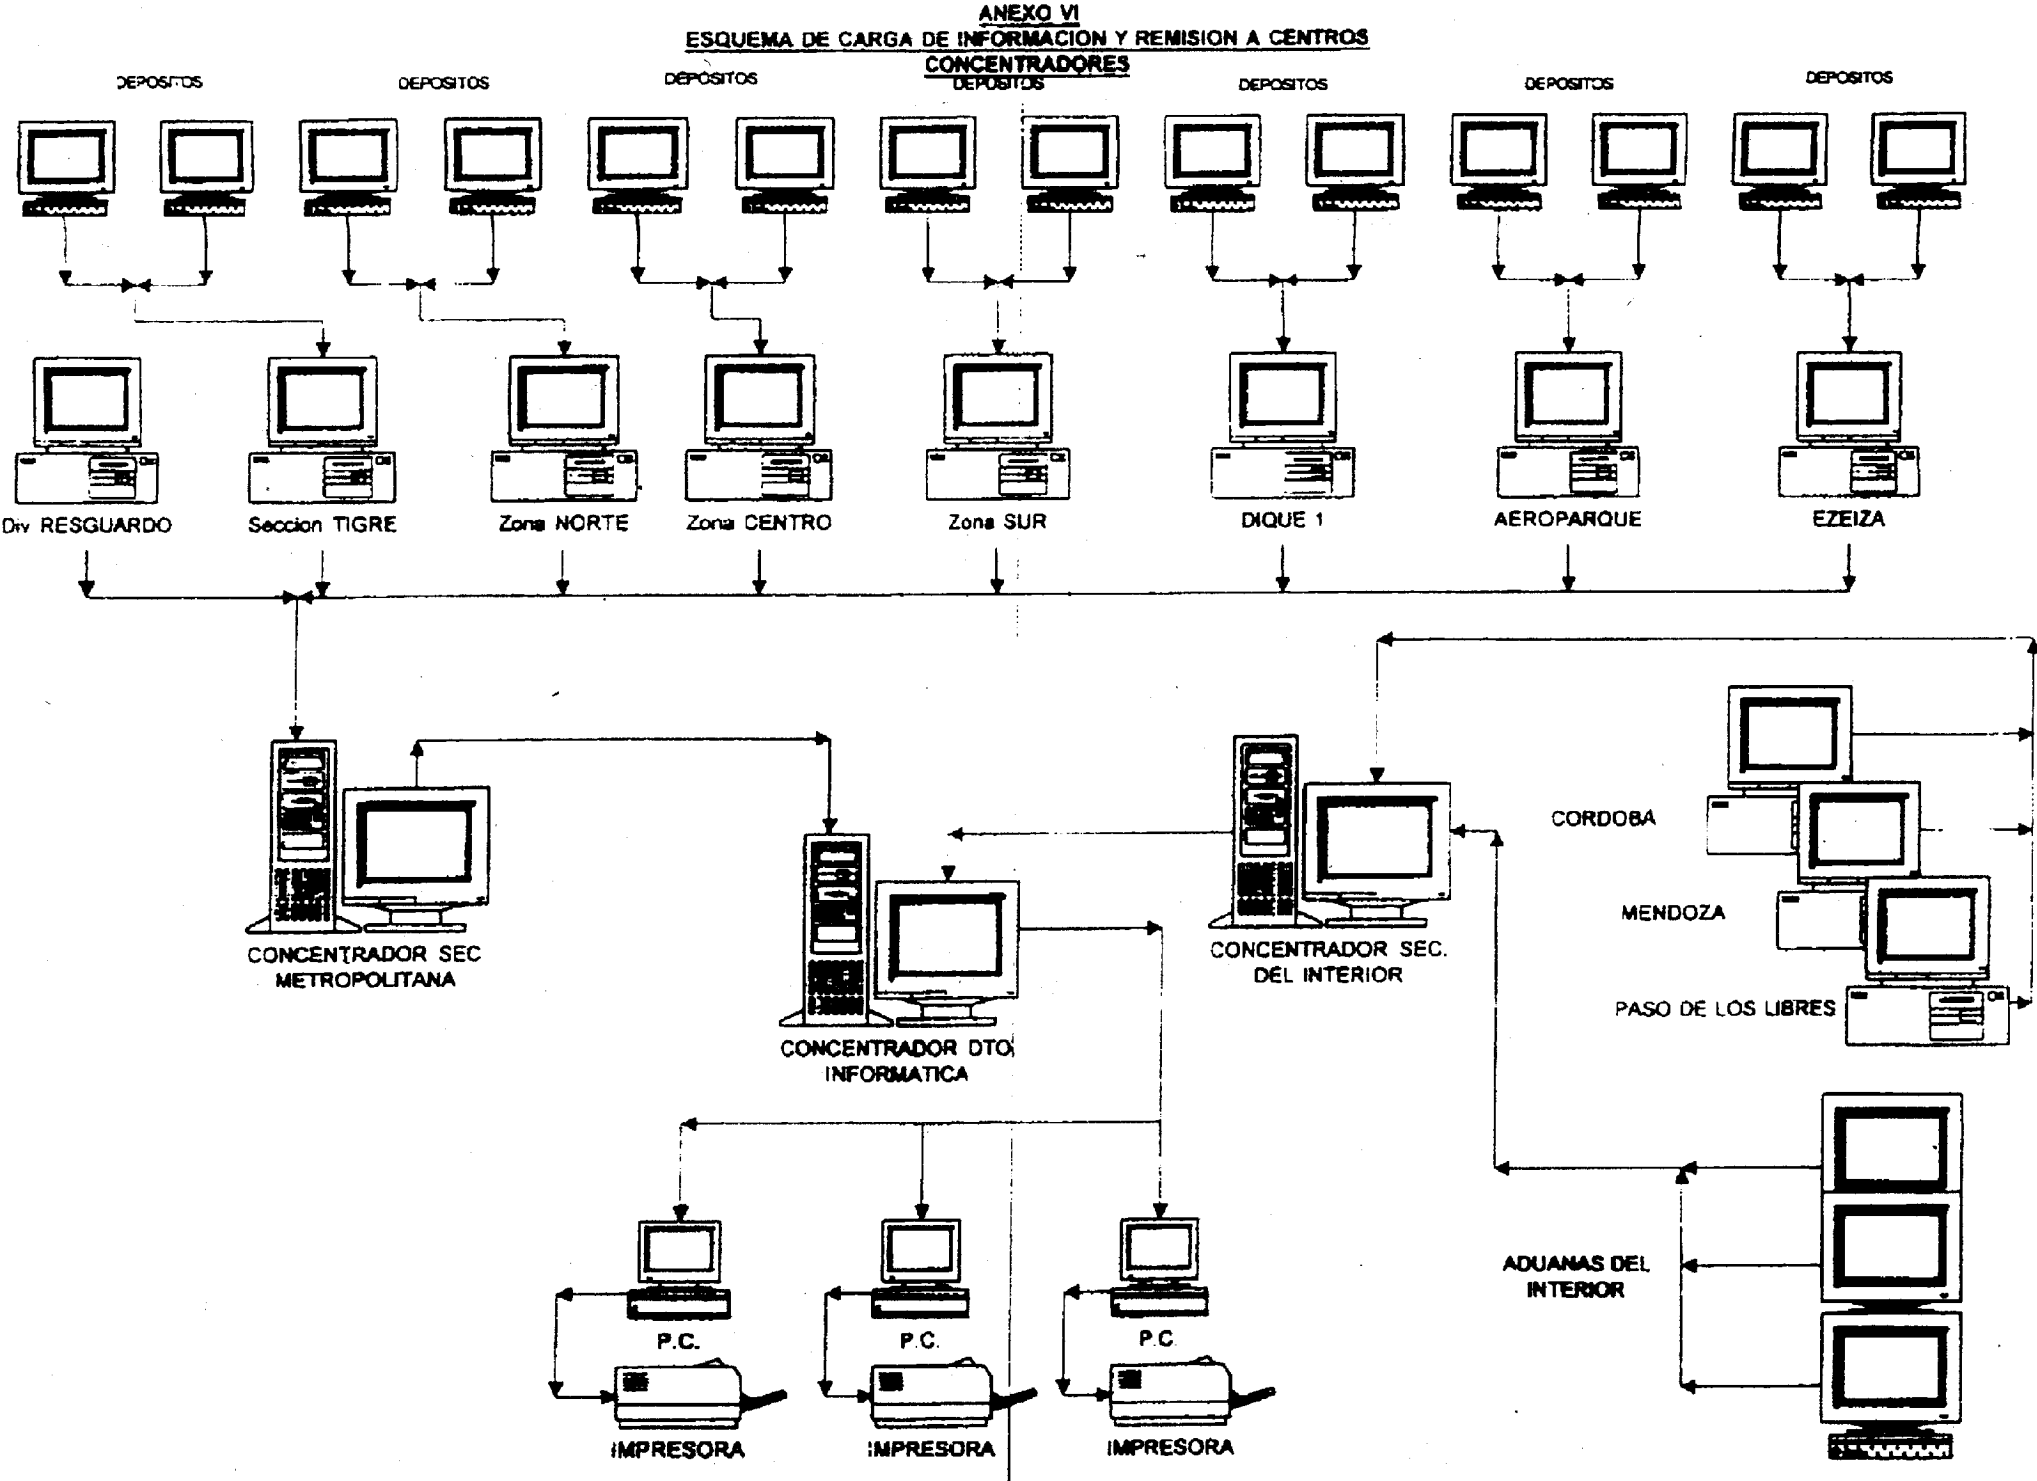 ANEXO VI
ESQUEMA DE CARGA DE INFORMACION Y REMISION A CENTROS
CONCENTRADORES
DEPOSITOS DEPOSITOS DEPOSITOS DEPOSITOS DEPOSITOS DEPOSITOS DEPOSITOS
Div RESGUARDO Seccion TIGRE Zona NORTE Zona CENTRO Zona SUR DIQUE 1 AEROPARQUE EZEIZA
CORDOBA
MENDOZA
PASO DE LOS LIBRES
CONCENTRADOR SEC
METROPOLITANA
CONCENTRADOR SEC.
DEL INTERIOR
CONCENTRADOR DTO
INFORMATICA
ADUANAS DEL
INTERIOR
P.C. P.C. P.C.
IMPRESORA IMPRESORA IMPRESORA